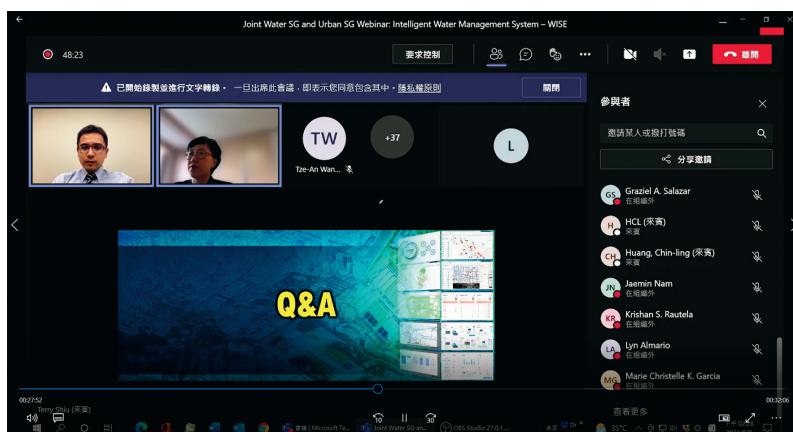 Joint Water SG and Urban SG Webinar: Intelligent Water Management System – WISE
48:23
要求控制
離開
已開始錄製並進行文字轉錄。 一旦出席此會議，即表示您同意包含其中。隱私權原則
關閉
參與者
邀請某人或撥打號碼
分享邀請
TW
+37
L
Tze-An Wan...
GS
Graziel A. Salazar
在組織外
H
HCL (來賓)
來賓
CH
Huang, Chin-ling (來賓)
來賓
JN
Jaemin Nam
在組織外
KR
Krishan S. Rautela
在組織外
LA
Lyn Almario
在組織外
MG
Marie Christelle K. Garcia
在組織外
Q&A
00:27:52
00:32:06
Terry Shiu (來賓)
查看更多
10
30
Microsoft Te...
Joint Water SG an...
OBS Studio 27.0.1 ...
35°C